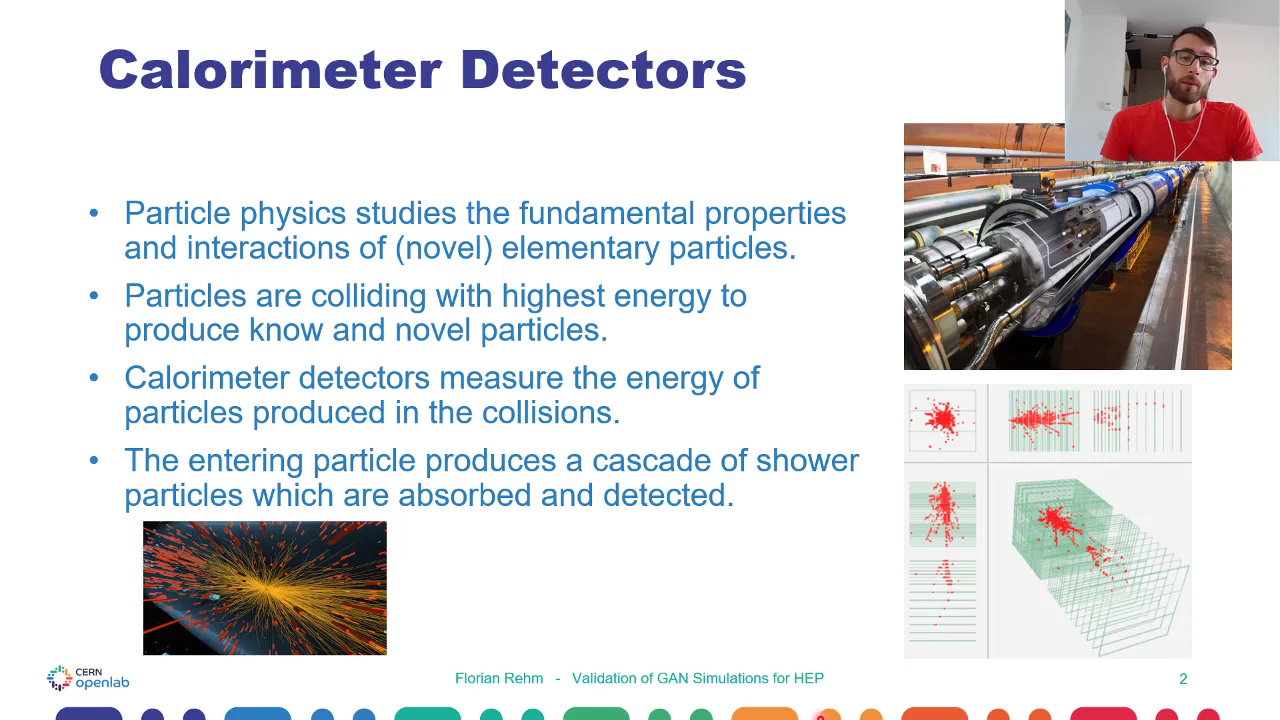 Calorimeter Detectors
• Particle physics studies the fundamental properties
and interactions of (novel) elementary particles.
• Particles are colliding with highest energy to
produce know and novel particles.
• Calorimeter detectors measure the energy of
particles produced in the collisions.
• The entering particle produces a cascade of shower
particles which are absorbed and detected.
CERN
openlab
Florian Rehm - Validation of GAN Simulations for HEP
2